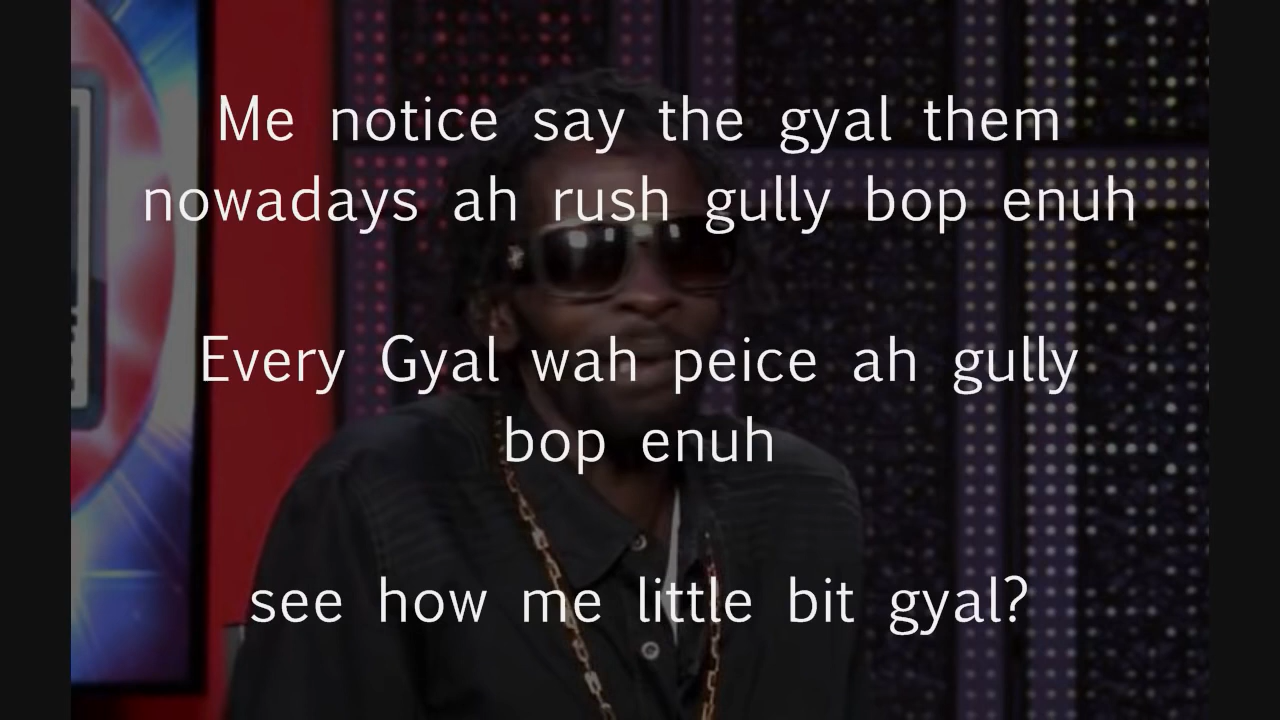 Me notice say the gyal them
nowadays ah rush gully bop enuh
Every Gyal wah peice ah gully
bop enuh
see how me little bit gyal?